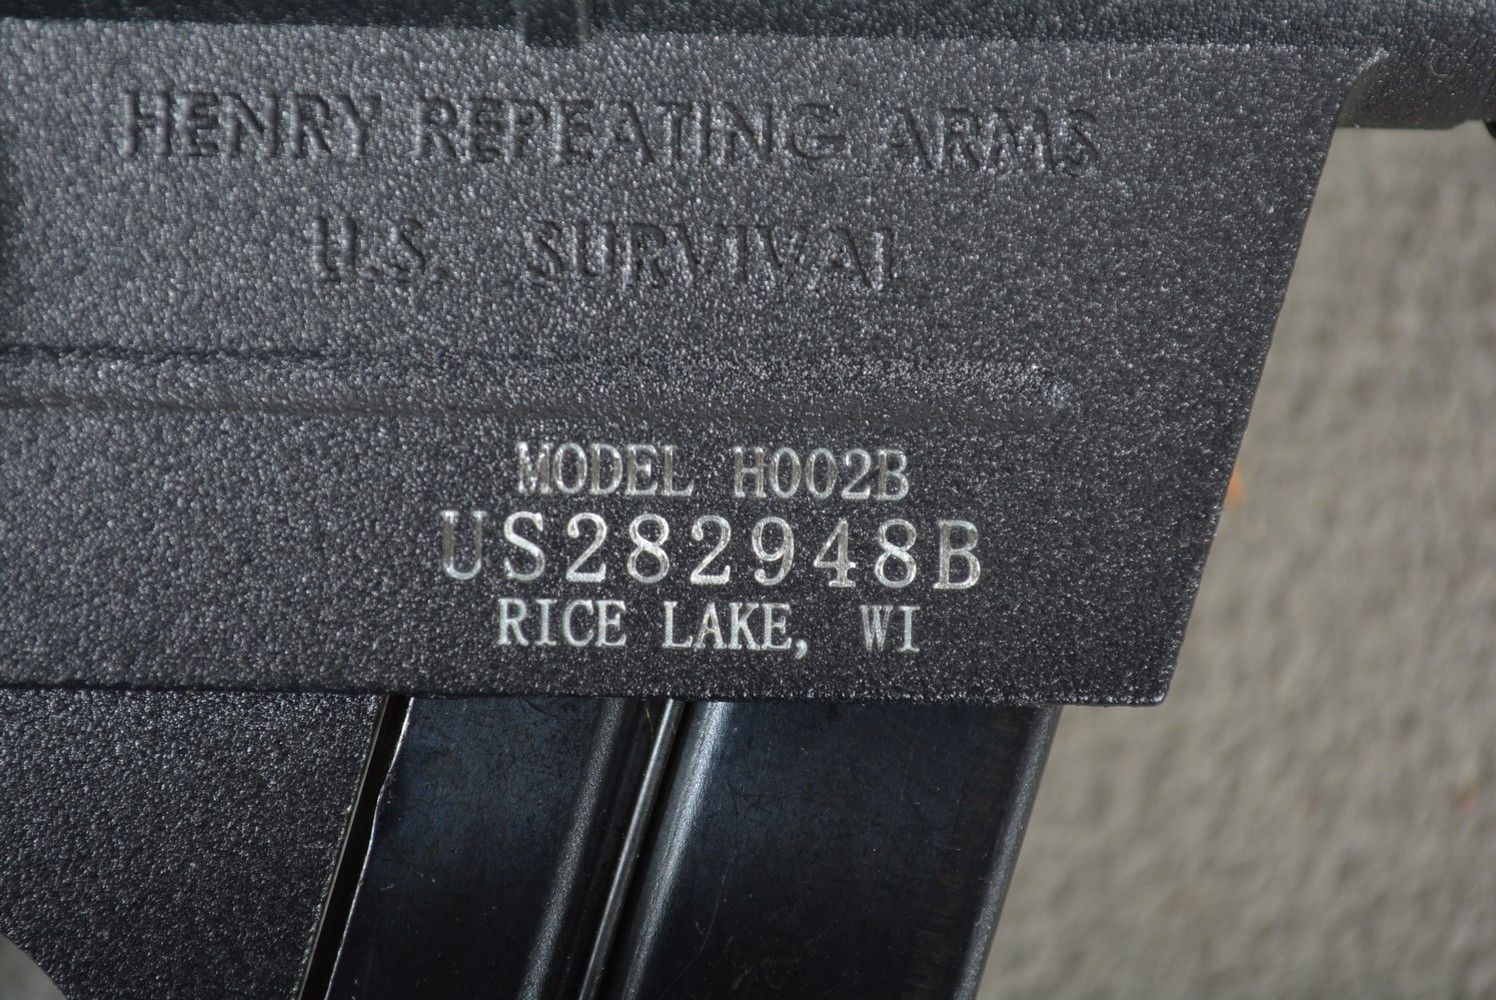 HENRY REPEATING ARMS
U.S. SURVIVAL
MODEL H002B
US282948B
RICE LAKE, WI